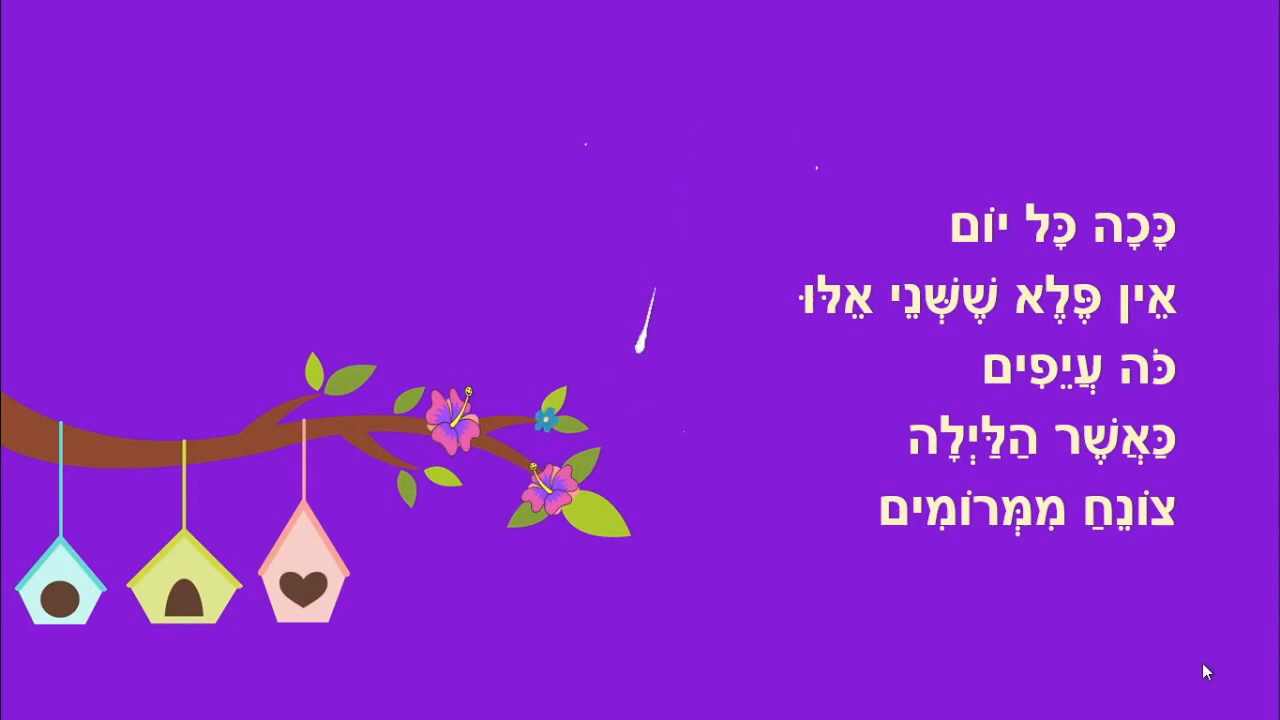 כָּכָה כָּל יוֹם
אֵין פֶּלֶא שֶׁשְּׁנֵי אֵלּוּ
כֹּה עֲיֵפִים
כַּאֲשֶׁר הַלַּיְלָה
צוֹנֵחַ מִמְּרוֹמִים